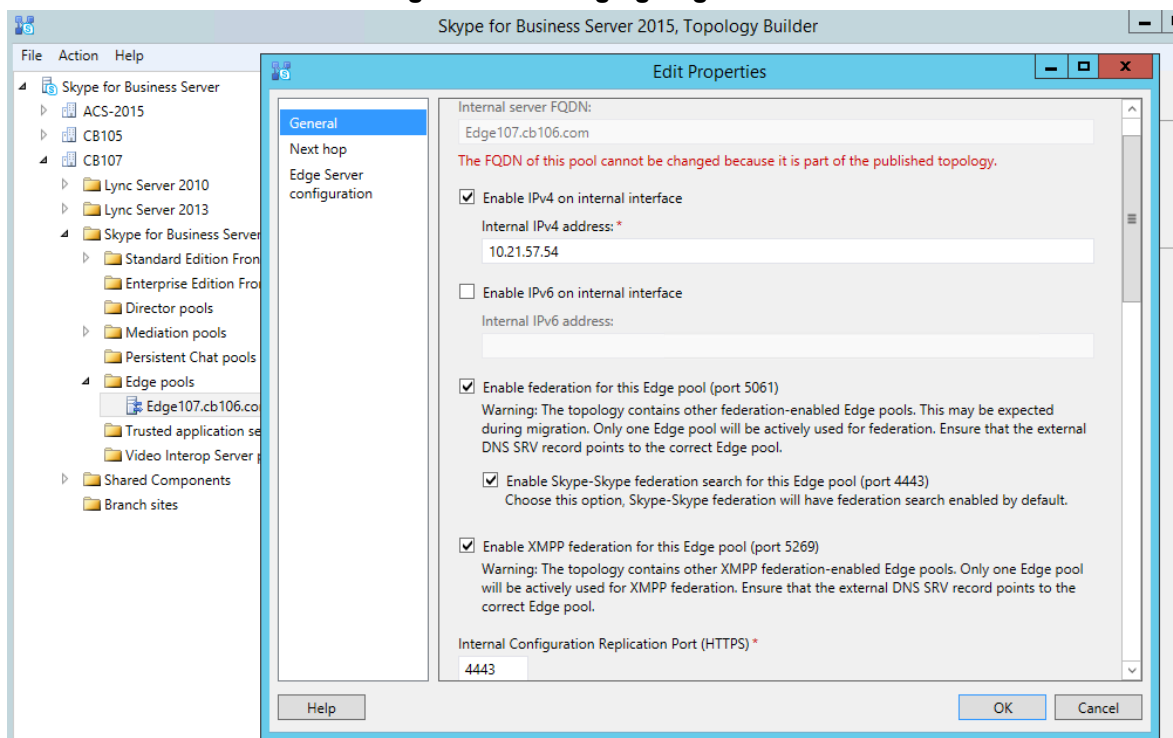 Skype for Business Server 2015, Topology Builder
File Action Help
Skype for Business Server
ACS-2015
CB105
CB107
Lync Server 2010
Lync Server 2013
Skype for Business Server
Standard Edition Fron
Enterprise Edition Fro
Director pools
Mediation pools
Persistent Chat pools
Edge pools
Edge107.cb106.co
Trusted application se
Video Interop Server p
Shared Components
Branch sites
Edit Properties
General
Next hop
Edge Server
configuration
Internal server FQDN:
Edge107.cb106.com
The FQDN of this pool cannot be changed because it is part of the published topology.
Enable IPv4 on internal interface
Internal IPv4 address: *
10.21.57.54
Enable IPv6 on internal interface
Internal IPv6 address:
Enable federation for this Edge pool (port 5061)
Warning: The topology contains other federation-enabled Edge pools. This may be expected
during migration. Only one Edge pool will be actively used for federation. Ensure that the external
DNS SRV record points to the correct Edge pool.
Enable Skype-Skype federation search for this Edge pool (port 4443)
Choose this option, Skype-Skype federation will have federation search enabled by default.
Enable XMPP federation for this Edge pool (port 5269)
Warning: The topology contains other XMPP federation-enabled Edge pools. Only one Edge pool
will be actively used for XMPP federation. Ensure that the external DNS SRV record points to the
correct Edge pool.
Internal Configuration Replication Port (HTTPS) *
4443
Help
OK
Cancel